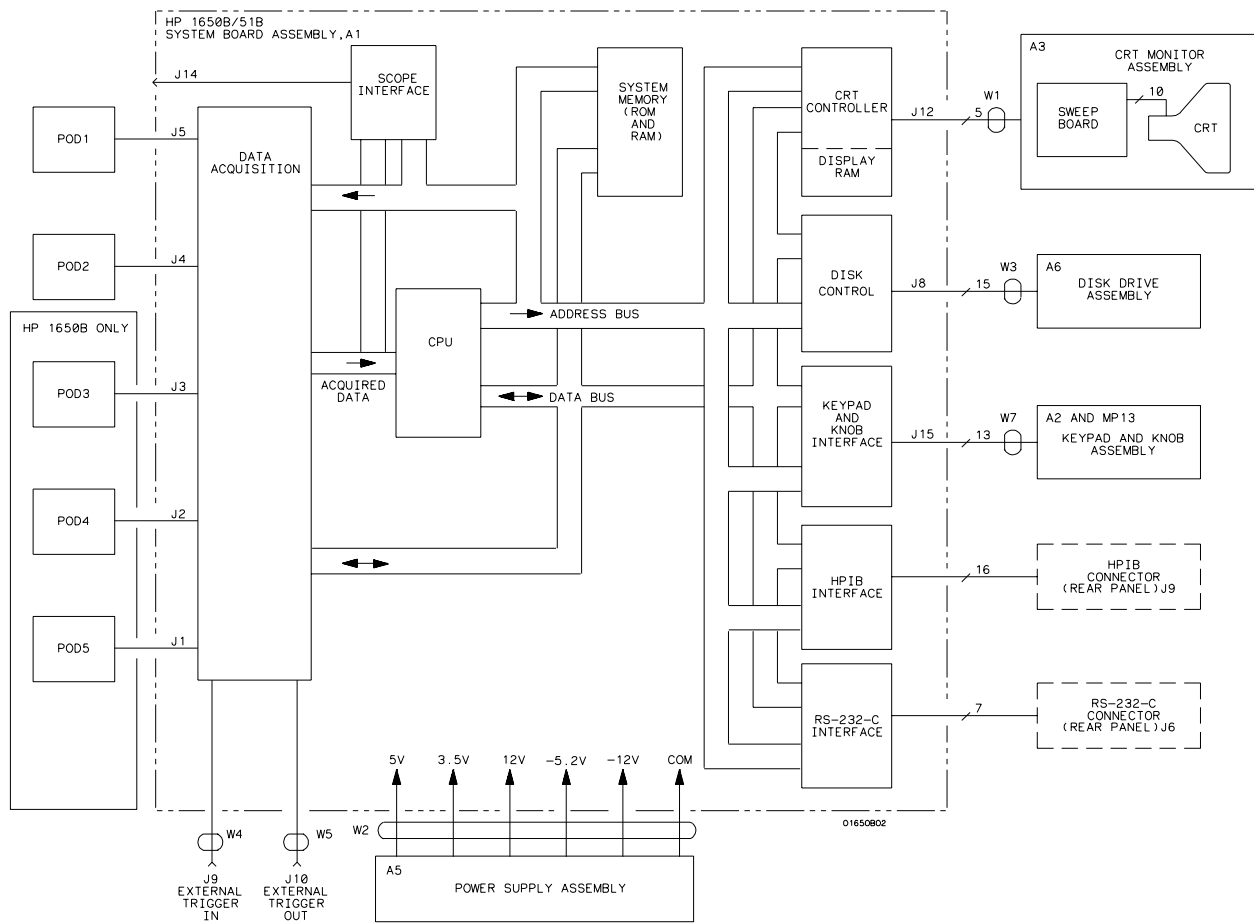 HP 1650B/51B
SYSTEM BOARD ASSEMBLY,A1
J14
SCOPE
INTERFACE
SYSTEM
MEMORY
(ROM
AND
RAM)
CRT
CONTROLLER
DISPLAY
RAM
J12
5
W1
A3
CRT MONITOR
ASSEMBLY
10
SWEEP
BOARD
CRT
POD1
J5
DATA
ACQUISITION
POD2
J4
DISK
CONTROL
J8
15
W3
A6
DISK DRIVE
ASSEMBLY
HP 1650B ONLY
CPU
ADDRESS BUS
POD3
J3
ACQUIRED
DATA
DATA BUS
KEYPAD
AND
KNOB
INTERFACE
J15
13
W7
A2 AND MP13
KEYPAD AND KNOB
ASSEMBLY
POD4
J2
HPIB
INTERFACE
16
HPIB
CONNECTOR
(REAR PANEL)J9
POD5
J1
RS-232-C
INTERFACE
7
RS-232-C
CONNECTOR
(REAR PANEL)J6
5V
3.5V
12V
-5.2V
-12V
COM
01650B02
W4
W5
W2
J9
EXTERNAL
TRIGGER
IN
J10
EXTERNAL
TRIGGER
OUT
A5
POWER SUPPLY ASSEMBLY